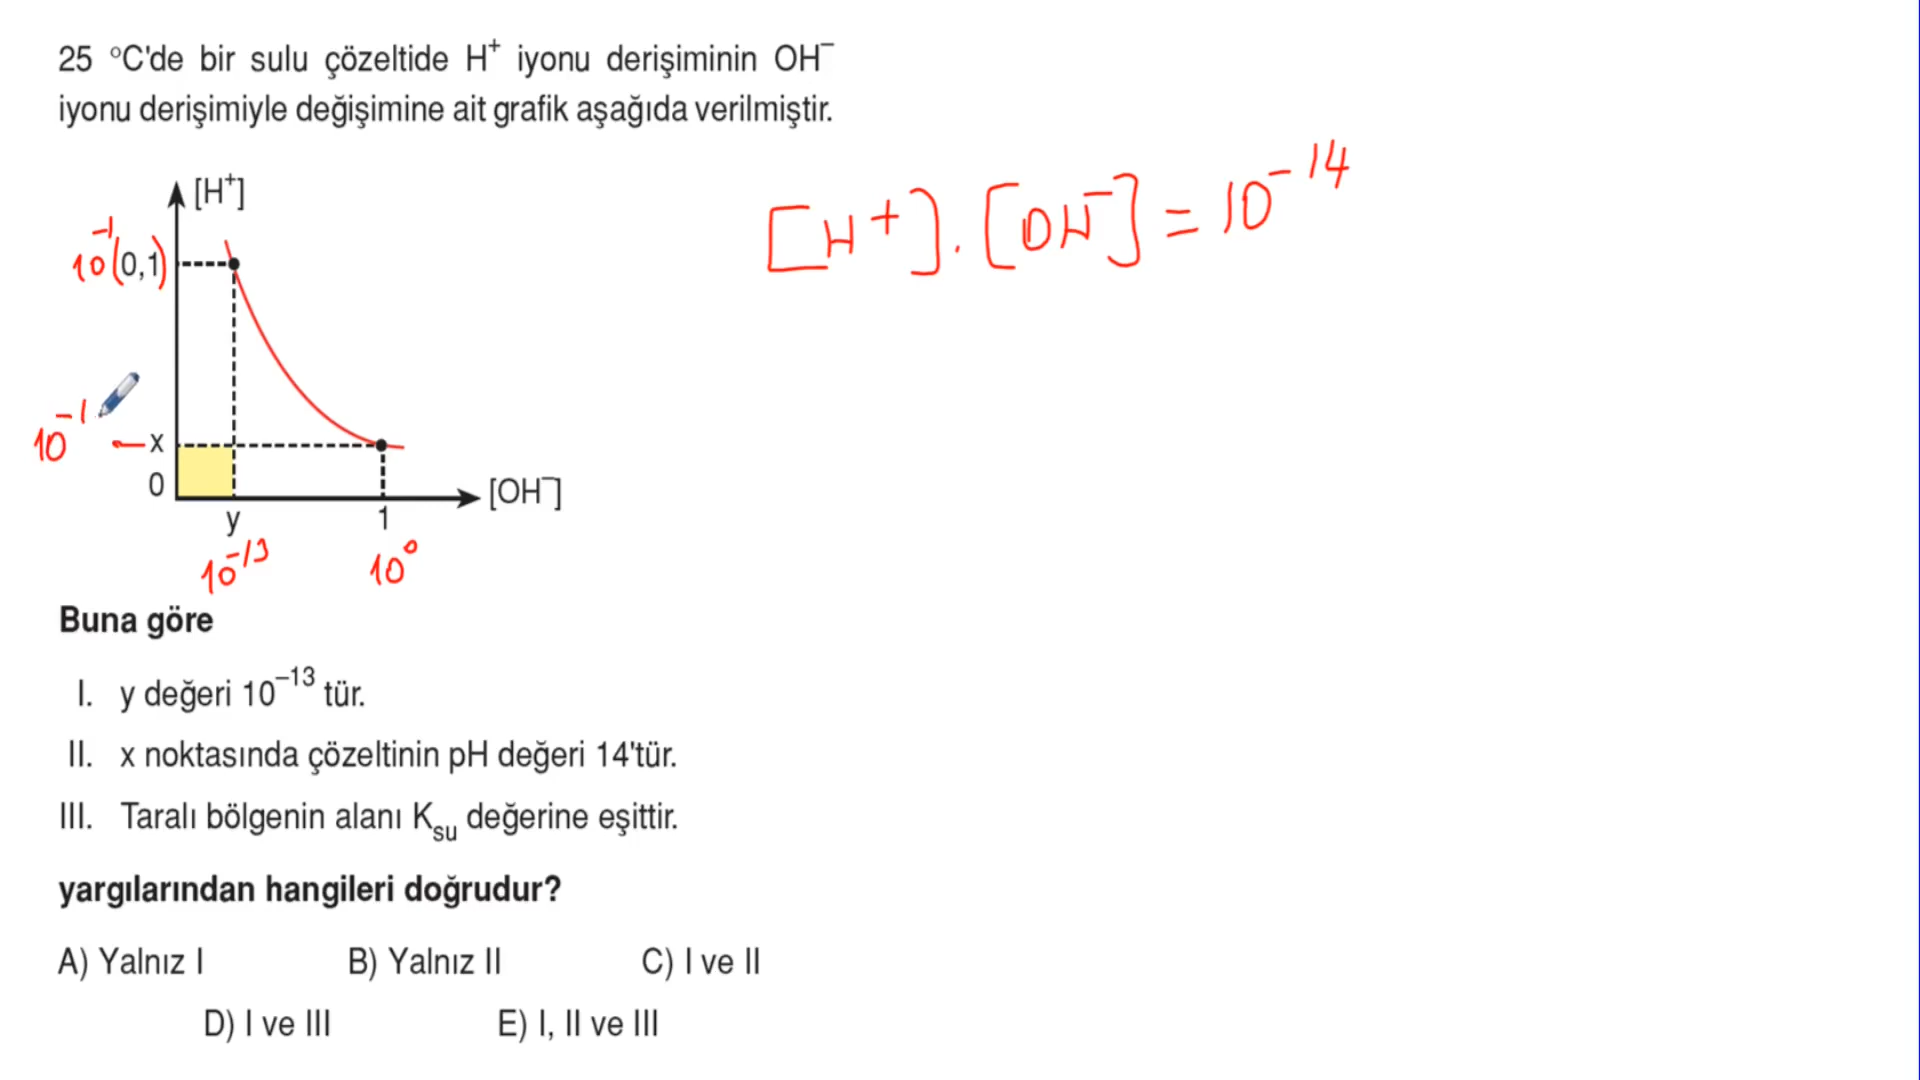 25 °C'de bir sulu çözeltide H⁺ iyonu derişiminin OH⁻
iyonu derişimiyle değişimine ait grafik aşağıda verilmiştir.
[H⁺]
10⁻¹ (0,1)
[H⁺].[OH⁻]=10⁻¹⁴
10⁻¹ x
0
[OH⁻]
y 1
10⁻¹³ 10⁰
Buna göre
I. y değeri 10⁻¹³ tür.
II. x noktasında çözeltinin pH değeri 14'tür.
III. Taralı bölgenin alanı Kₛᵤ değerine eşittir.
yargılarından hangileri doğrudur?
A) Yalnız I B) Yalnız II C) I ve II
D) I ve III E) I, II ve III